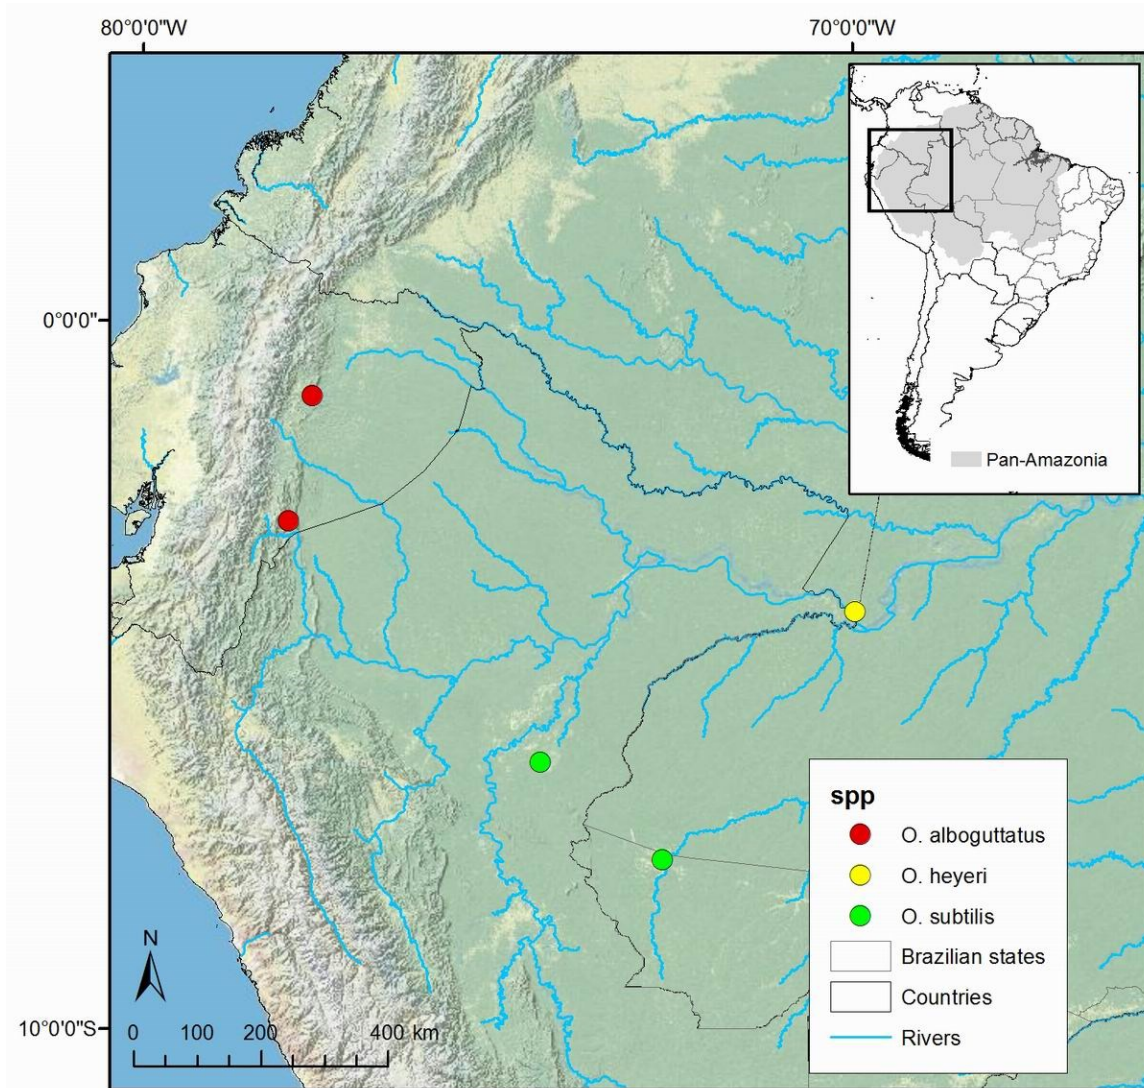 80°0'0"W
70°0'0"W
Pan-Amazonia
0°0'0"
spp
O. alboguttatus
O. heyeri
O. subtilis
Brazilian states
Countries
Rivers
N
10°0'0"S
0
100
200
400 km